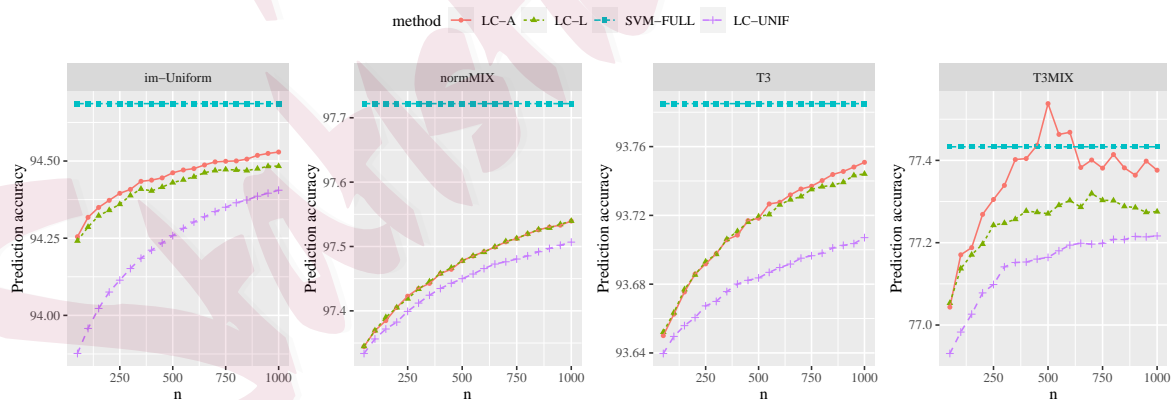 method LC−A LC−L SVM−FULL LC−UNIF
im−Uniform normMIX T3 T3MIX
Prediction accuracy
94.50
94.25
94.00
250 500 750 1000
n
Prediction accuracy
97.7
97.6
97.5
97.4
250 500 750 1000
n
Prediction accuracy
93.76
93.72
93.68
93.64
250 500 750 1000
n
Prediction accuracy
77.4
77.2
77.0
250 500 750 1000
n